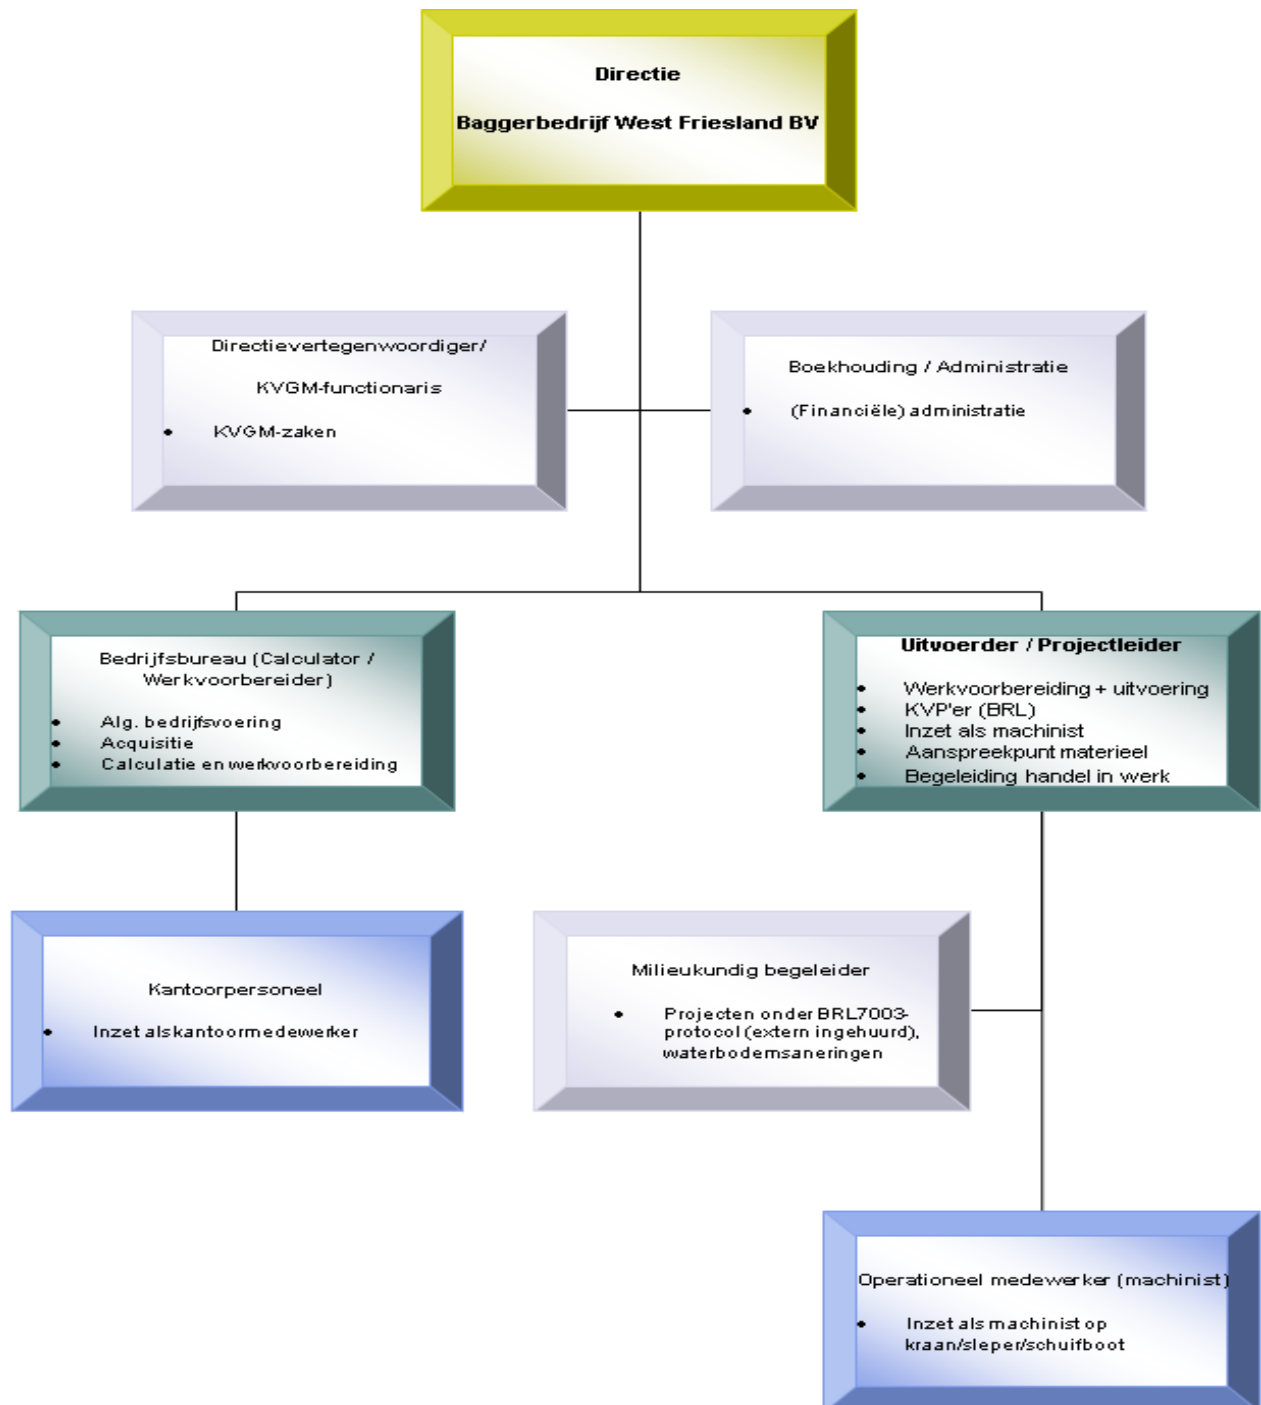 Directie
Baggerbedrijf West Friesland BV
Directievertegenwoordiger/
KVGM-functionaris
• KVGM-zaken
Boekhouding / Administratie
• (Financiële) administratie
Bedrijfsbureau (Calculator /
Werkvoorbereider)
• Alg. bedrijfsvoering
• Acquisitie
• Calculatie en werkvoorbereiding
Uitvoerder / Projectleider
• Werkvoorbereiding + uitvoering
• KVP'er (BRL)
• Inzet als machinist
• Aanspreekpunt materieel
• Begeleiding handel in werk
Kantoorpersoneel
• Inzet als kantoormedewerker
Milieukundig begeleider
• Projecten onder BRL7003-
protocol (extern ingehuurd),
waterbodemsaneringen
Operationeel medewerker (machinist)
• Inzet als machinist op
kraan/sleper/schuifboot